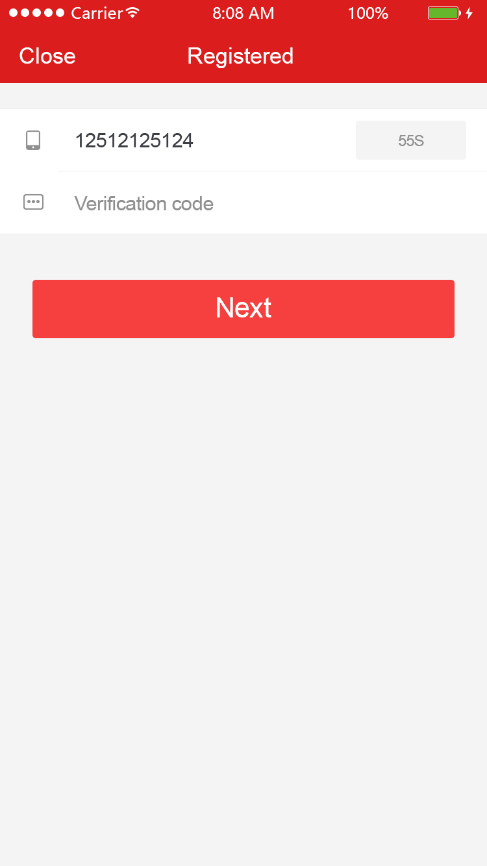 Carrier 8:08 AM 100%
Close Registered
12512125124 55S
Verification code
Next